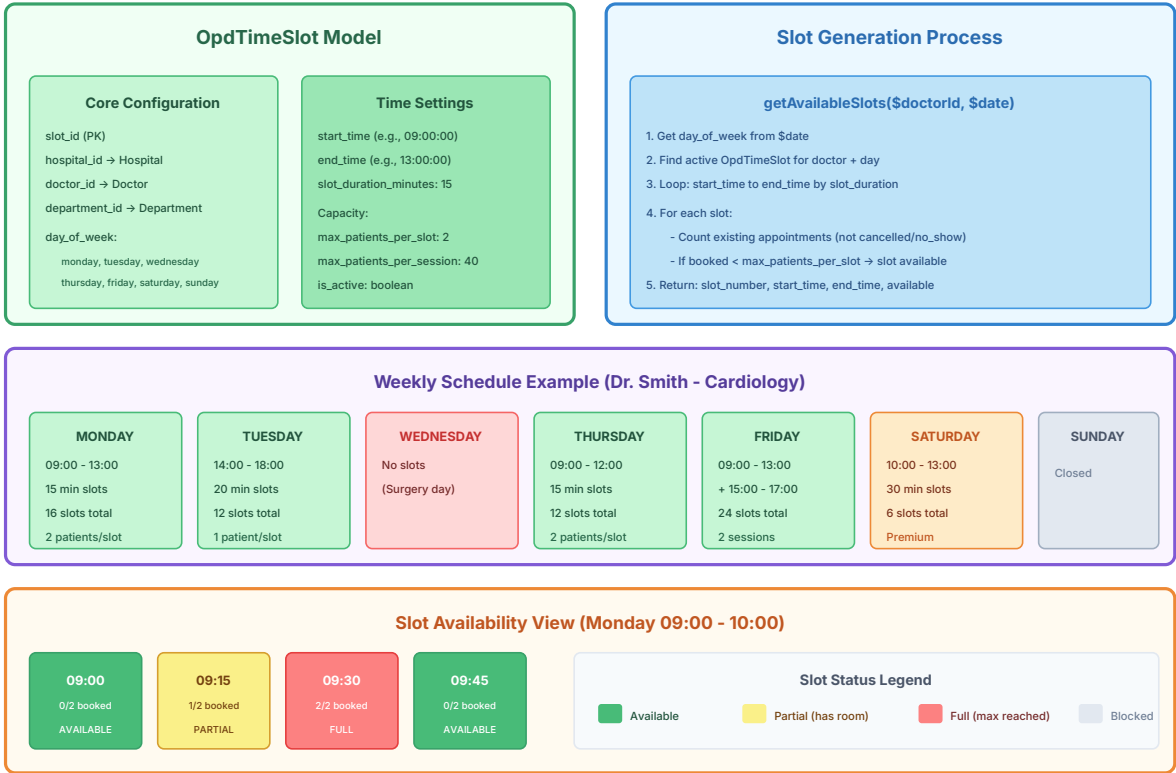 OpdTimeSlot Model
Core Configuration
slot_id (PK)
hospital_id → Hospital
doctor_id → Doctor
department_id → Department
day_of_week:
monday, tuesday, wednesday
thursday, friday, saturday, sunday
Time Settings
start_time (e.g., 09:00:00)
end_time (e.g., 13:00:00)
slot_duration_minutes: 15
Capacity:
max_patients_per_slot: 2
max_patients_per_session: 40
is_active: boolean
Slot Generation Process
getAvailableSlots($doctorId, $date)
1. Get day_of_week from $date
2. Find active OpdTimeSlot for doctor + day
3. Loop: start_time to end_time by slot_duration
4. For each slot:
- Count existing appointments (not cancelled/no_show)
- If booked < max_patients_per_slot → slot available
5. Return: slot_number, start_time, end_time, available
Weekly Schedule Example (Dr. Smith - Cardiology)
MONDAY
09:00 - 13:00
15 min slots
16 slots total
2 patients/slot
TUESDAY
14:00 - 18:00
20 min slots
12 slots total
1 patient/slot
WEDNESDAY
No slots
(Surgery day)
THURSDAY
09:00 - 12:00
15 min slots
12 slots total
2 patients/slot
FRIDAY
09:00 - 13:00
+ 15:00 - 17:00
24 slots total
2 sessions
SATURDAY
10:00 - 13:00
30 min slots
6 slots total
Premium
SUNDAY
Closed
Slot Availability View (Monday 09:00 - 10:00)
09:00
0/2 booked
AVAILABLE
09:15
1/2 booked
PARTIAL
09:30
2/2 booked
FULL
09:45
0/2 booked
AVAILABLE
Slot Status Legend
Available
Partial (has room)
Full (max reached)
Blocked